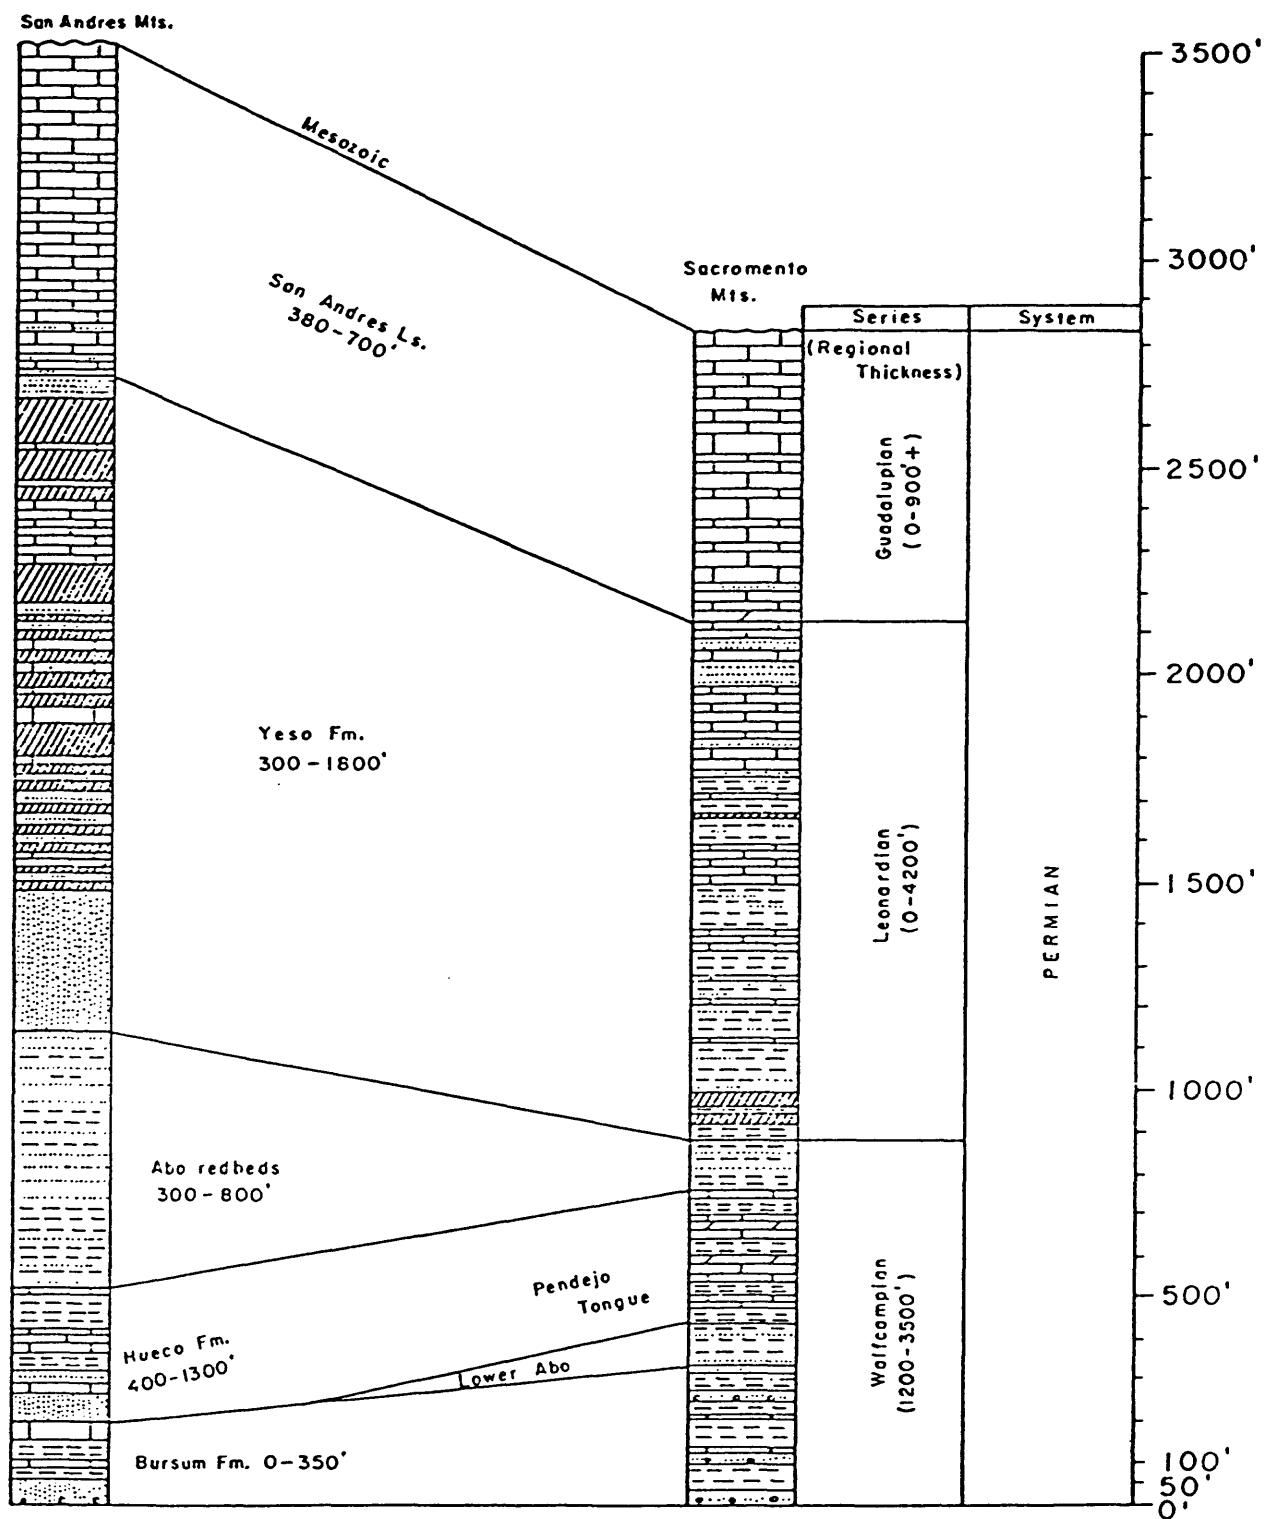 San Andres Mts.
3500'
Mesozoic
3000'
Sacromento
Mts.
San Andres Ls.
380-700'
Series
System
(Regional
Thickness)
Guadalupian
(0-900'+)
2500'
2000'
Yeso Fm.
300-1800'
Leonardian
(0-4200')
1500'
PERMIAN
1000'
Abo redbeds
300-800'
Pendejo
Tongue
500'
Hueco Fm.
400-1300'
Lower Abo
Wolfcampian
(1200-3500')
Bursum Fm. 0-350'
100'
50'
0'